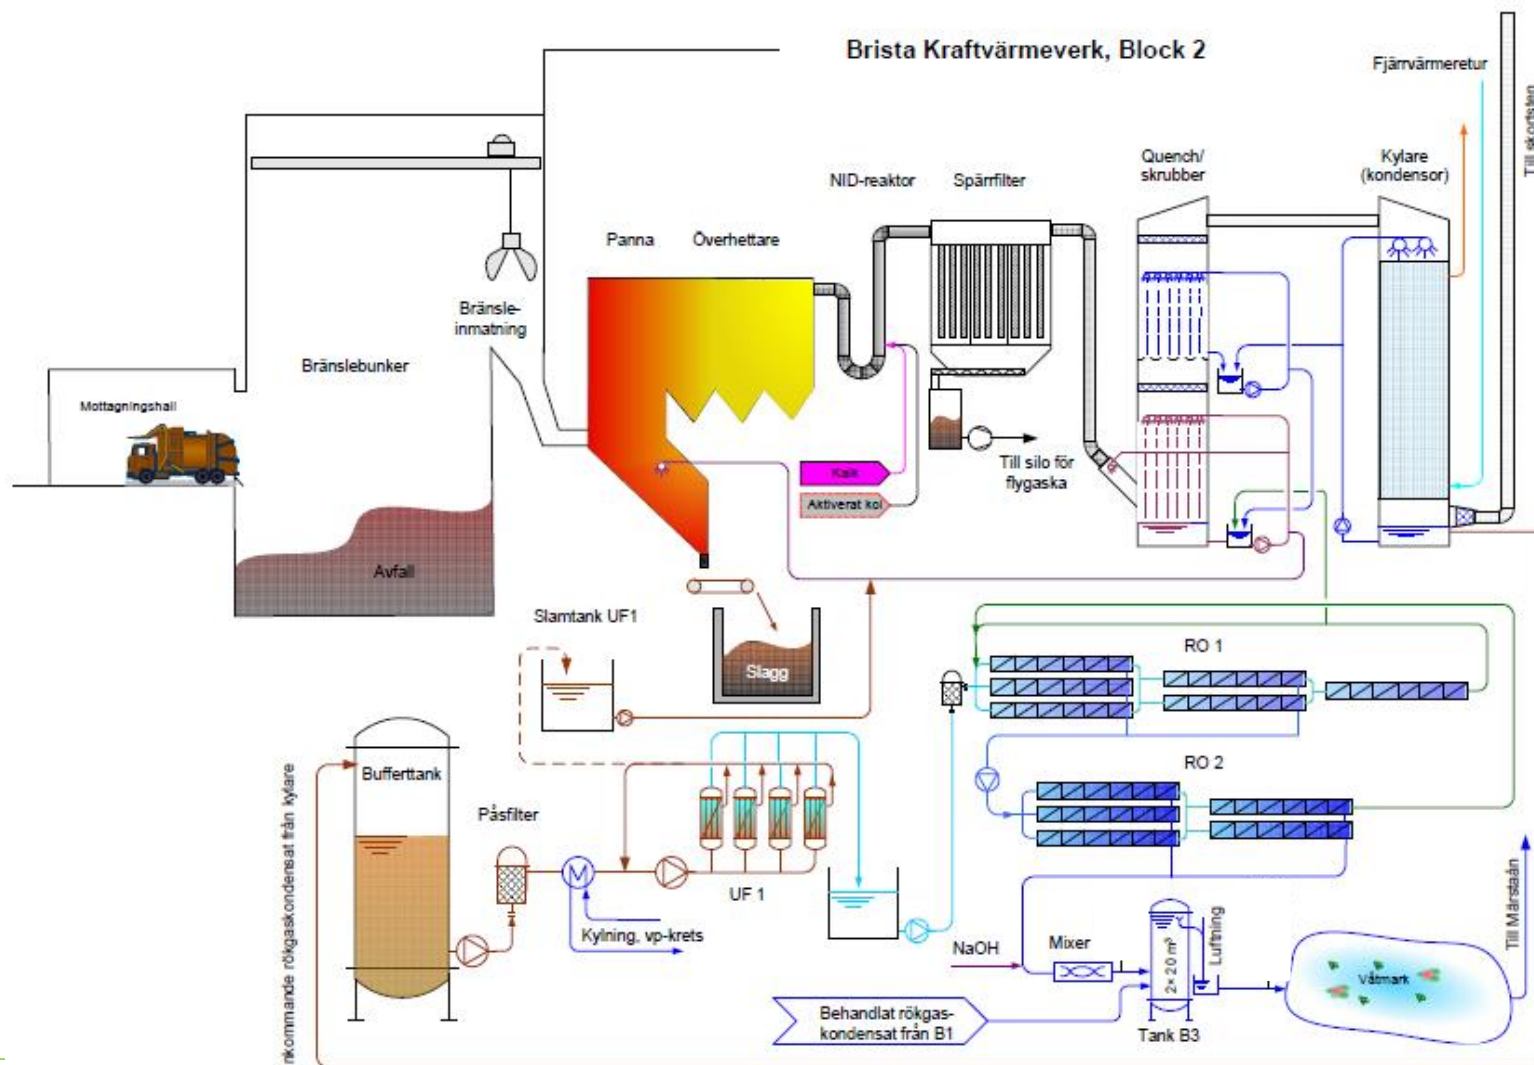 Brista Kraftvärmeverk, Block 2
Fjärrvärmeretur
Till skorsten
Quench/
skrubber
Kylare
(kondensor)
NID-reaktor
Spärrfilter
Panna
Överhettare
Bränsle-
inmatning
Bränslebunker
Mottagningshall
Kalk
Aktiverat kol
Till silo för
flygaska
Avfall
Slamtank UF1
Slagg
RO 1
RO 2
Bufferttank
Påsfilter
UF 1
Kylning, vp-krets
nkommande rökgaskondensat från kylare
NaOH
Mixer
2× 20 m³
Luftning
Tank B3
Våtmark
Till Märstaån
Behandlat rökgas-
kondensat från B1